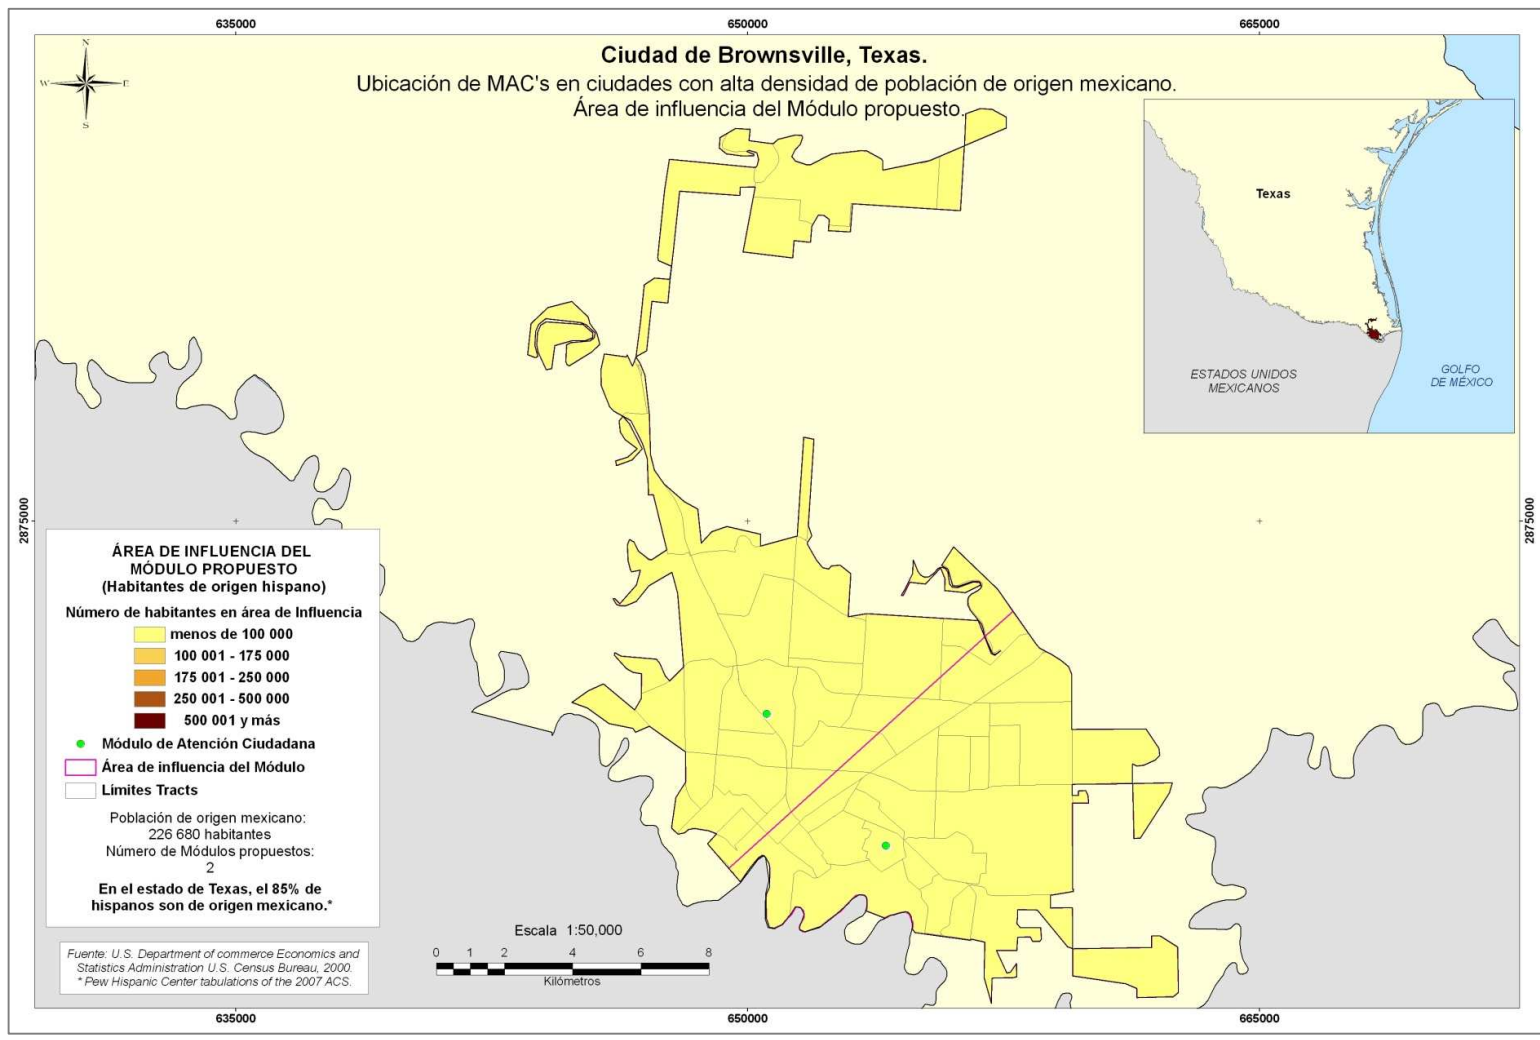 635000
650000
665000
N
W
E
S
Ciudad de Brownsville, Texas.
Ubicación de MAC's en ciudades con alta densidad de población de origen mexicano.
Área de influencia del Módulo propuesto.
Texas
ESTADOS UNIDOS
MEXICANOS
GOLFO
DE MÉXICO
2875000
2875000
ÁREA DE INFLUENCIA DEL
MÓDULO PROPUESTO
(Habitantes de origen hispano)
Número de habitantes en área de Influencia
menos de 100 000
100 001 - 175 000
175 001 - 250 000
250 001 - 500 000
500 001 y más
Módulo de Atención Ciudadana
Área de influencia del Módulo
Límites Tracts
Población de origen mexicano:
226 680 habitantes
Número de Módulos propuestos:
2
En el estado de Texas, el 85% de
hispanos son de origen mexicano.*
Fuente: U.S. Department of commerce Economics and
Statistics Administration U.S. Census Bureau, 2000.
* Pew Hispanic Center tabulations of the 2007 ACS.
Escala 1:50,000
0 1 2 4 6 8
Kilómetros
635000
650000
665000